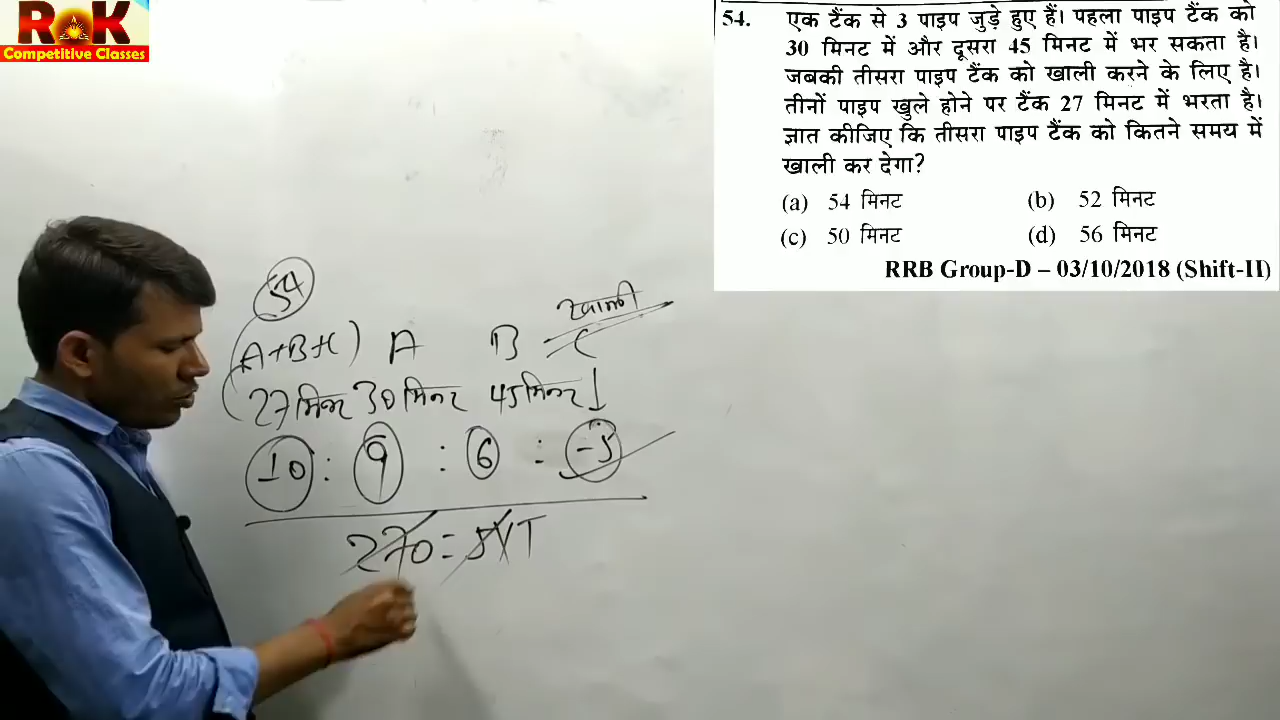 RK
Competitive Classes
54. एक टैंक से 3 पाइप जुड़े हुए हैं। पहला पाइप टैंक को
30 मिनट में और दूसरा 45 मिनट में भर सकता है।
जबकी तीसरा पाइप टैंक को खाली करने के लिए है।
तीनों पाइप खुले होने पर टैंक 27 मिनट में भरता है।
ज्ञात कीजिए कि तीसरा पाइप टैंक को कितने समय में
खाली कर देगा?
(a) 54 मिनट (b) 52 मिनट
(c) 50 मिनट (d) 56 मिनट
RRB Group-D – 03/10/2018 (Shift-II)
54
खाली
(A+B+C) A B C
27 मिनट 30 मिनट 45 मिनट ↓
10 : 9 : 6 : -5
270 = 5×T